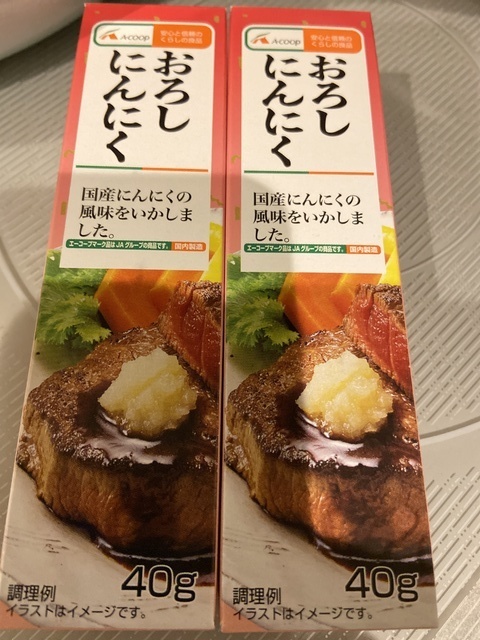 A-COOP
安心と信頼の
くらしの商品
おろし
にんにく
国産にんにくの
風味をいかしま
した。
エーコープマーク品はJAグループの商品です。 国内製造
調理例
イラストはイメージです。
40g
A-COOP
安心と信頼の
くらしの商品
おろし
にんにく
国産にんにくの
風味をいかしま
した。
エーコープマーク品はJAグループの商品です。 国内製造
調理例
イラストはイメージです。
40g